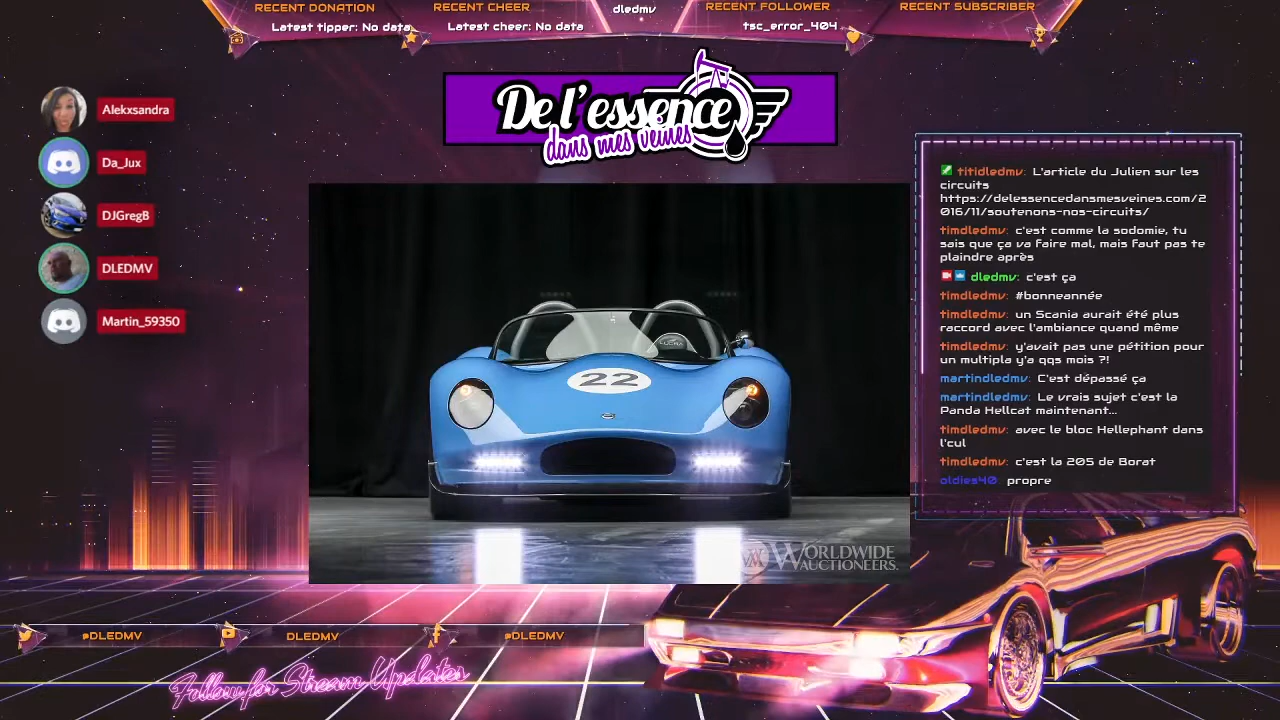 RECENT DONATION
RECENT CHEER
dledmv
RECENT FOLLOWER
RECENT SUBSCRIBER
Latest tipper: No data
Latest cheer: No data
tsc_error_404
De l'essence
dans mes veines
Alekxsandra
Da_Jux
DJGregB
DLEDMV
Martin_59350
22
LUCRA
WORLDWIDE
AUCTIONEERS.
titidledmv: L'article du Julien sur les
circuits
https://delessencedansmesveines.com/2
016/11/soutenons-nos-circuits/
timdledmv: c'est comme la sodomie, tu
sais que ça va faire mal, mais faut pas te
plaindre après
dledmv: c'est ça
timdledmv: #bonneannée
timdledmv: un Scania aurait été plus
raccord avec l'ambiance quand même
timdledmv: y'avait pas une pétition pour
un multipla y'a qqs mois ?!
martindledmv: C'est dépassé ça
martindledmv: Le vrais sujet c'est la
Panda Hellcat maintenant...
timdledmv: avec le bloc Hellephant dans
l'cul
timdledmv: c'est la 205 de Borat
oldies40: propre
@DLEDMV
DLEDMV
@DLEDMV
Follow for Stream Updates